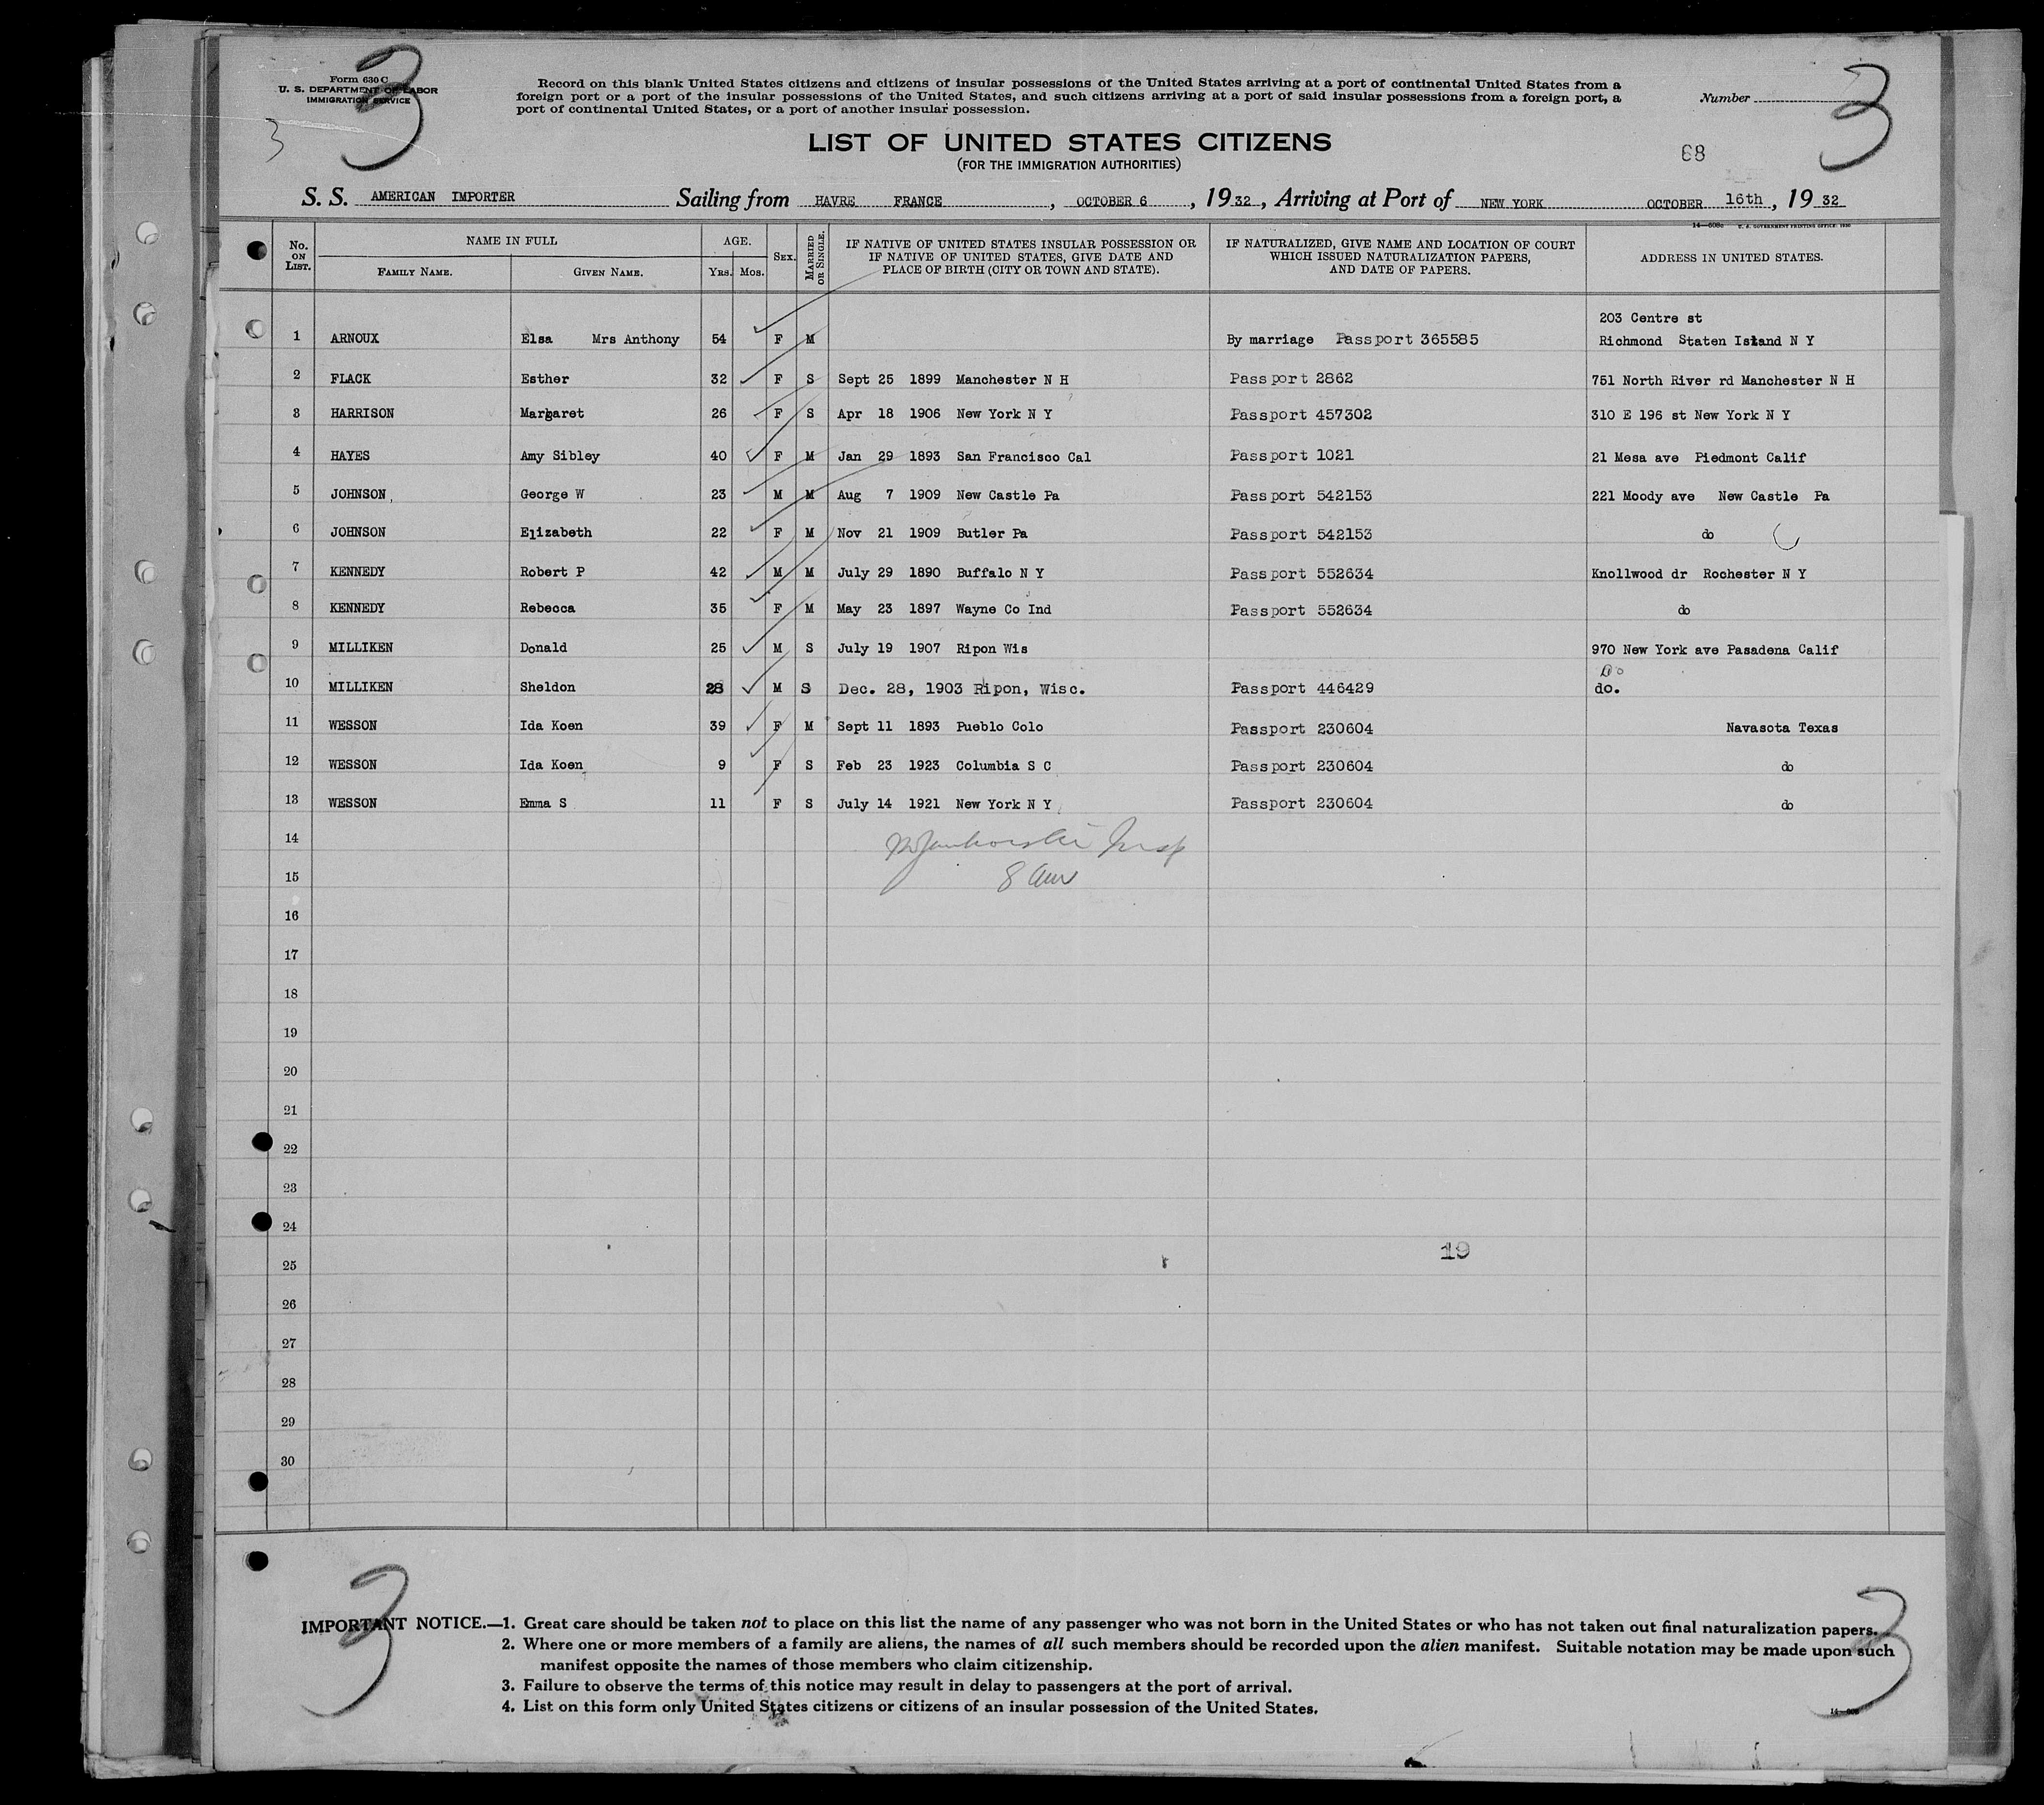 Form 630 C
U. S. DEPARTMENT OF LABOR
IMMIGRATION SERVICE
3
3
3
Record on this blank United States citizens and citizens of insular possessions of the United States arriving at a port of continental United States from a
foreign port or a port of the insular possessions of the United States, and such citizens arriving at a port of said insular possessions from a foreign port, a
port of continental United States, or a port of another insular possession.
Number
LIST OF UNITED STATES CITIZENS
(FOR THE IMMIGRATION AUTHORITIES)
68
S. S. AMERICAN IMPORTER Sailing from HAVRE FRANCE, OCTOBER 6, 1932, Arriving at Port of NEW YORK OCTOBER 16th, 1932
14—608c U. S. GOVERNMENT PRINTING OFFICE: 1930
No. ON LIST. NAME IN FULL FAMILY NAME. GIVEN NAME. AGE. YRS. MOS. SEX. MARRIED OR SINGLE. IF NATIVE OF UNITED STATES INSULAR POSSESSION OR IF NATIVE OF UNITED STATES, GIVE DATE AND PLACE OF BIRTH (CITY OR TOWN AND STATE). IF NATURALIZED, GIVE NAME AND LOCATION OF COURT WHICH ISSUED NATURALIZATION PAPERS, AND DATE OF PAPERS. ADDRESS IN UNITED STATES.
203 Centre st
1 ARNOUX Elsa Mrs Anthony 54 F M By marriage Passport 365585 Richmond Staten Island N Y
2 FLACK Esther 32 F S Sept 25 1899 Manchester N H Passport 2862 751 North River rd Manchester N H
3 HARRISON Margaret 26 F S Apr 18 1906 New York N Y Passport 457302 310 E 196 st New York N Y
4 HAYES Amy Sibley 40 F M Jan 29 1893 San Francisco Cal Passport 1021 21 Mesa ave Piedmont Calif
5 JOHNSON, George W 23 M M Aug 7 1909 New Castle Pa Passport 542153 221 Moody ave New Castle Pa
6 JOHNSON Elizabeth 22 F M Nov 21 1909 Butler Pa Passport 542153 do
7 KENNEDY Robert P 42 M M July 29 1890 Buffalo N Y Passport 552634 Knollwood dr Rochester N Y
8 KENNEDY Rebecca 35 F M May 23 1897 Wayne Co Ind Passport 552634 do
9 MILLIKEN Donald 25 M S July 19 1907 Ripon Wis 970 New York ave Pasadena Calif
Do
10 MILLIKEN Sheldon 28 M S Dec. 28, 1903 Ripon, Wisc. Passport 446429 do.
11 WESSON Ida Koen 39 F M Sept 11 1893 Pueblo Colo Passport 230604 Navasota Texas
12 WESSON Ida Koen 9 F S Feb 23 1923 Columbia S C Passport 230604 do
13 WESSON Emma S 11 F S July 14 1921 New York N Y Passport 230604 do
14
Insp
15
16
17
18
19
20
21
22
23
24
19
25
26
27
28
29
30
3
3
IMPORTANT NOTICE.—1. Great care should be taken not to place on this list the name of any passenger who was not born in the United States or who has not taken out final naturalization papers.
2. Where one or more members of a family are aliens, the names of all such members should be recorded upon the alien manifest. Suitable notation may be made upon such
manifest opposite the names of those members who claim citizenship.
3. Failure to observe the terms of this notice may result in delay to passengers at the port of arrival.
4. List on this form only United States citizens or citizens of an insular possession of the United States.
14—608